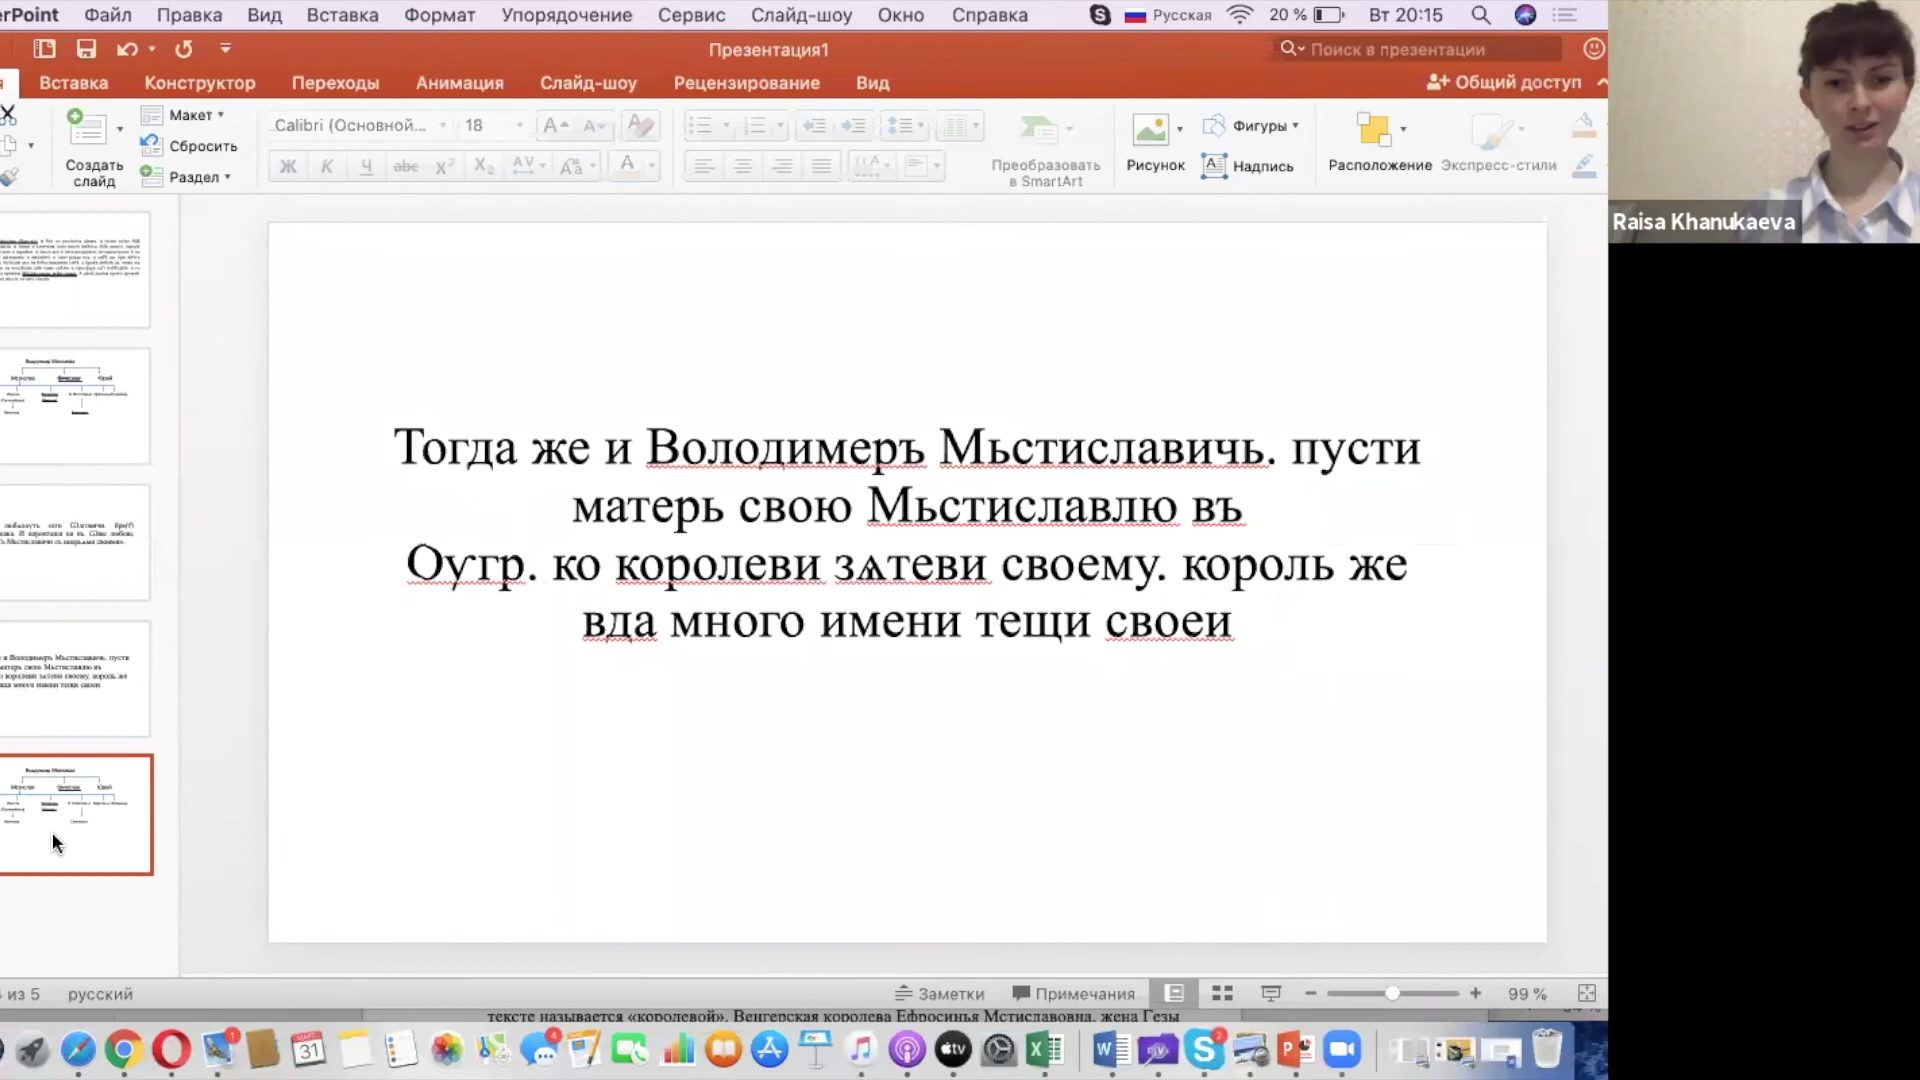 erPoint Файл Правка Вид Вставка Формат Упорядочение Сервис Слайд-шоу Окно Справка Русская 20 % Вт 20:15
Презентация1
Поиск в презентации
Вставка Конструктор Переходы Анимация Слайд-шоу Рецензирование Вид Общий доступ
Создать слайд
Макет
Сбросить
Раздел
Calibri (Основной... 18
Преобразовать в SmartArt
Рисунок
Фигуры
Надпись
Расположение
Экспресс-стили
Raisa Khanukaeva
Тогда же и Володимеръ Мьстиславичь. пусти
матерь свою Мьстиславлю въ
Оугр. ко королеви зѧтеви своему. король же
вда много имени тещи своеи
из 5 русский
Заметки Примечания 99 %
тексте называется «королевой». Венгерская королева Ефросинья Мстиславовна, жена Гезы